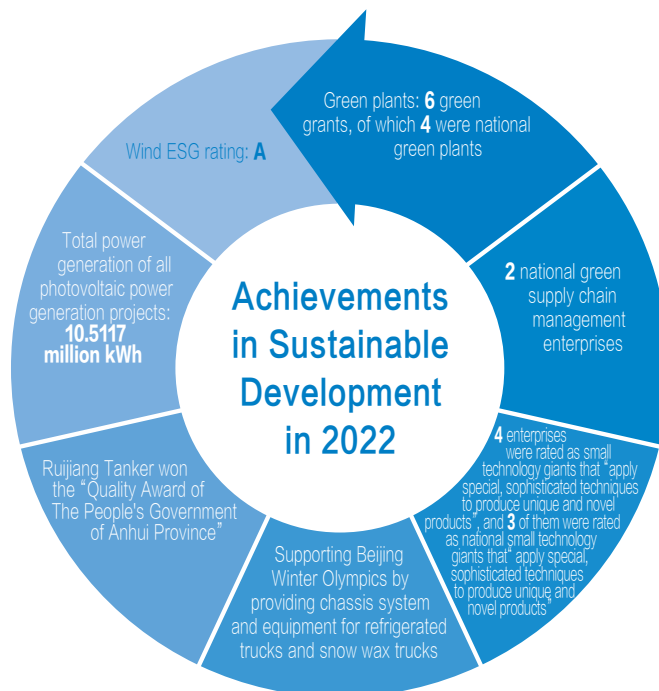 Achievements
in Sustainable
Development
in 2022
Green plants: 6 green
grants, of which 4 were national
green plants
2 national green
supply chain
management
enterprises
4 enterprises
were rated as small
technology giants that “apply
special, sophisticated techniques
to produce unique and novel
products”, and 3 of them were rated
as national small technology
giants that“ apply special,
sophisticated techniques
to produce unique and
novel products”
Supporting Beijing
Winter Olympics by
providing chassis system
and equipment for refrigerated
trucks and snow wax trucks
Ruijiang Tanker won
the “Quality Award of
The People's Government
of Anhui Province”
Total power
generation of all
photovoltaic power
generation projects:
10.5117
million kWh
Wind ESG rating: A